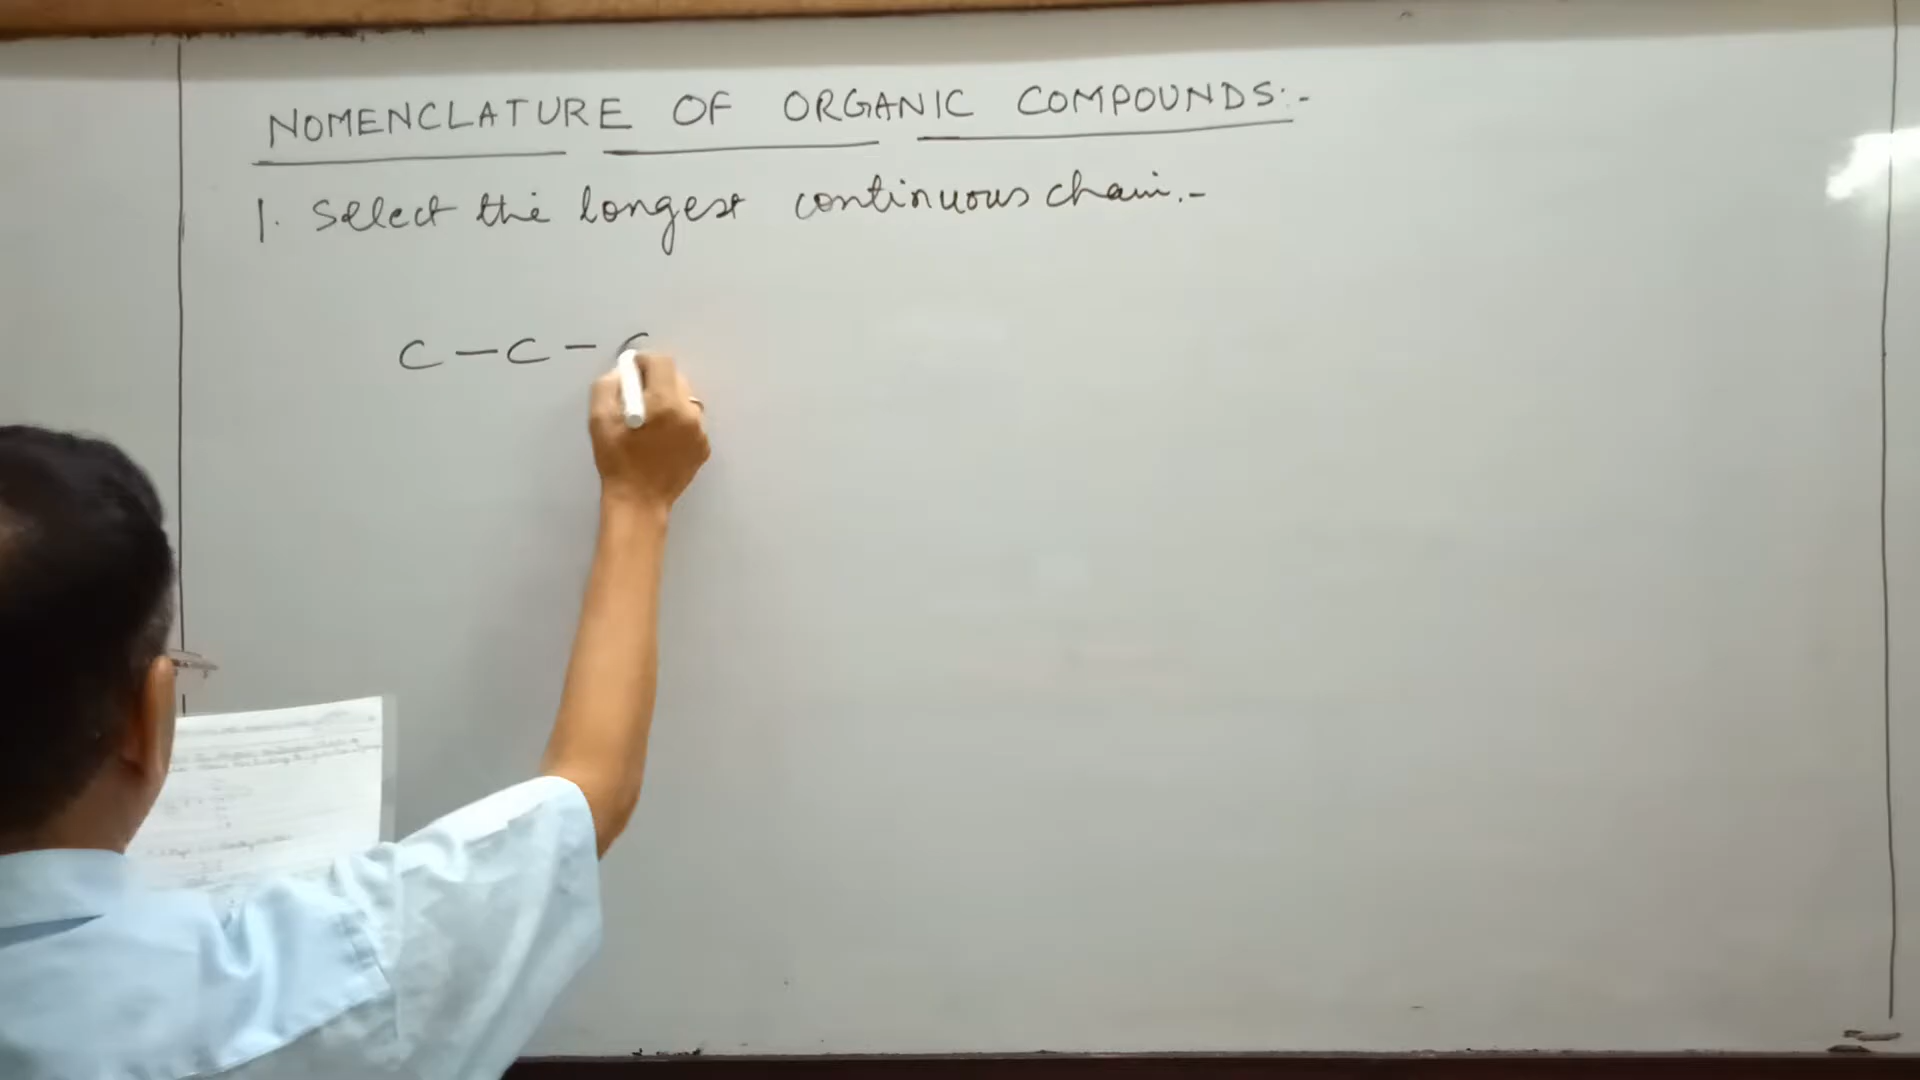 NOMENCLATURE OF ORGANIC COMPOUNDS:-
1. Select the longest continuous chain.-
C - C - C